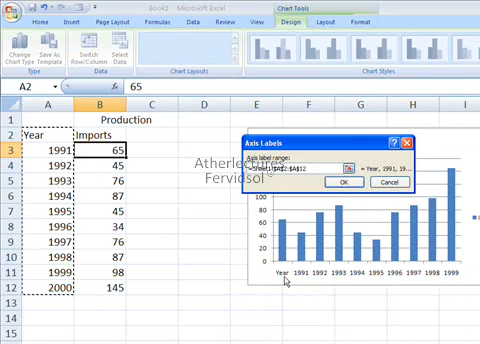 Book1 - Microsoft Excel
Chart Tools
Home
Insert
Page Layout
Formulas
Data
Review
View
Design
Layout
Format
Change Chart Type
Save As Template
Switch Row/Column
Select Data
Type
Data
Chart Layouts
Chart Styles
A2
65
A B C D E F G H I
1 Production
2 Year Imports
3 1991 65
4 1992 45
5 1993 76
6 1994 87
7 1995 45
8 1996 34
9 1997 76
10 1998 87
11 1999 98
12 2000 145
13
14
15
Axis Labels
Axis label range:
=Sheet1!$A$2:$A$12
= Year, 1991, 19...
OK
Cancel
Atherlectures
Fervidsol
100
80
60
40
20
0
Year 1991 1992 1993 1994 1995 1996 1997 1998 1999